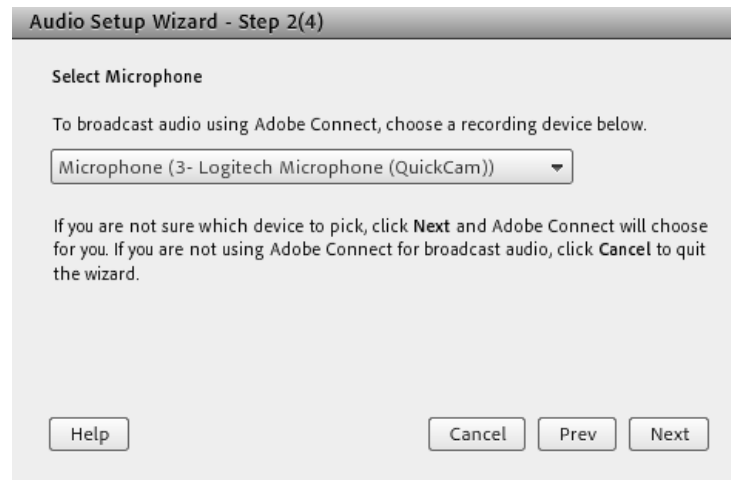 Audio Setup Wizard - Step 2(4)
Select Microphone
To broadcast audio using Adobe Connect, choose a recording device below.
Microphone (3- Logitech Microphone (QuickCam))
If you are not sure which device to pick, click Next and Adobe Connect will choose
for you. If you are not using Adobe Connect for broadcast audio, click Cancel to quit
the wizard.
Help Cancel Prev Next